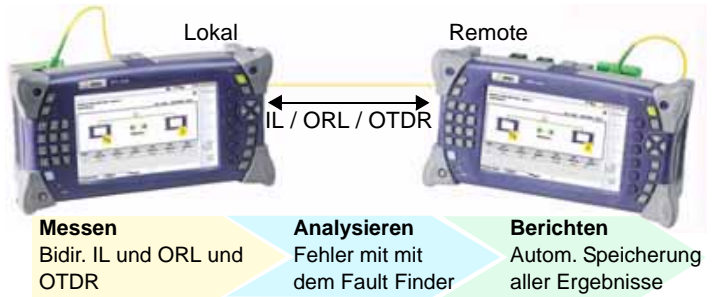 Lokal
Remote
IL / ORL / OTDR
Messen
Bidir. IL und ORL und
OTDR
Analysieren
Fehler mit mit
dem Fault Finder
Berichten
Autom. Speicherung
aller Ergebnisse